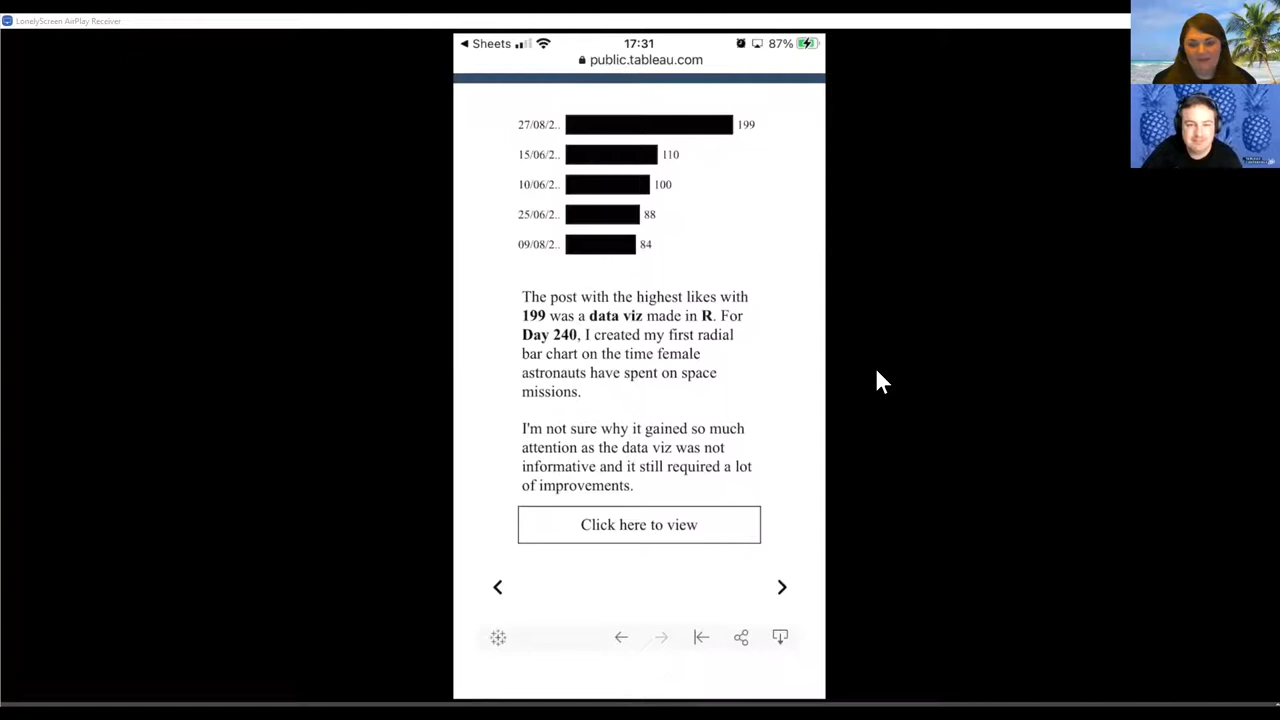 LonelyScreen AirPlay Receiver
Sheets 17:31 87%
public.tableau.com
27/08/2.. 199
15/06/2.. 110
10/06/2.. 100
25/06/2.. 88
09/08/2.. 84
The post with the highest likes with
199 was a data viz made in R. For
Day 240, I created my first radial
bar chart on the time female
astronauts have spent on space
missions.
I'm not sure why it gained so much
attention as the data viz was not
informative and it still required a lot
of improvements.
Click here to view